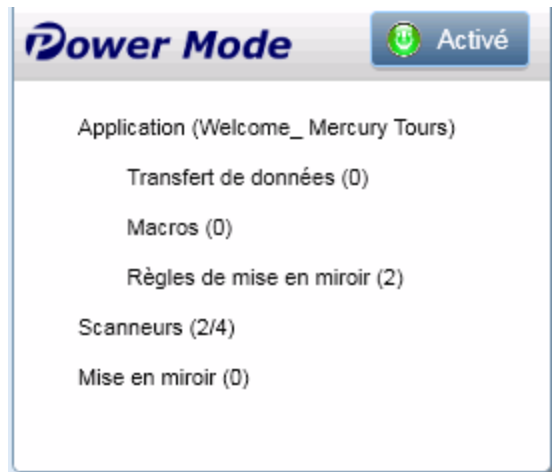 Power Mode
Activé
Application (Welcome_ Mercury Tours)
Transfert de données (0)
Macros (0)
Règles de mise en miroir (2)
Scanneurs (2/4)
Mise en miroir (0)